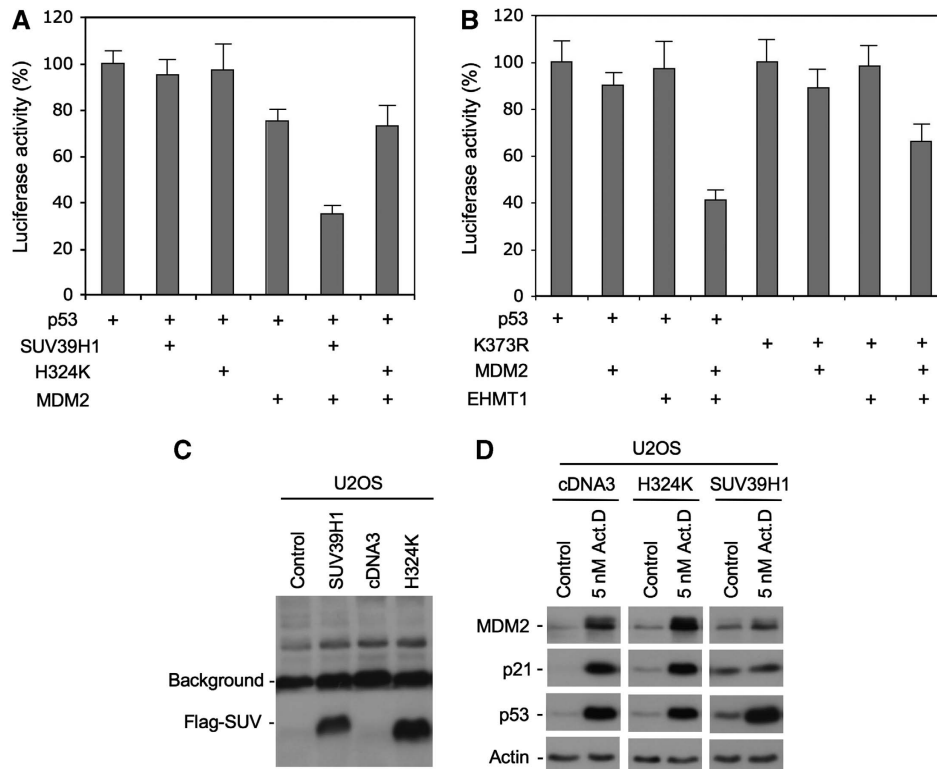 A
Luciferase activity (%)
120
100
80
60
40
20
0
p53 + + + + + +
SUV39H1 + +
H324K + +
MDM2 + + +
B
Luciferase activity (%)
120
100
80
60
40
20
0
p53 + + + +
K373R + + + +
MDM2 + + + +
EHMT1 + + + +
C
U2OS
Control
SUV39H1
cDNA3
H324K
Background -
Flag-SUV -
D
U2OS
cDNA3 H324K SUV39H1
Control
5 nM Act.D
Control
5 nM Act.D
Control
5 nM Act.D
MDM2 -
p21 -
p53 -
Actin -